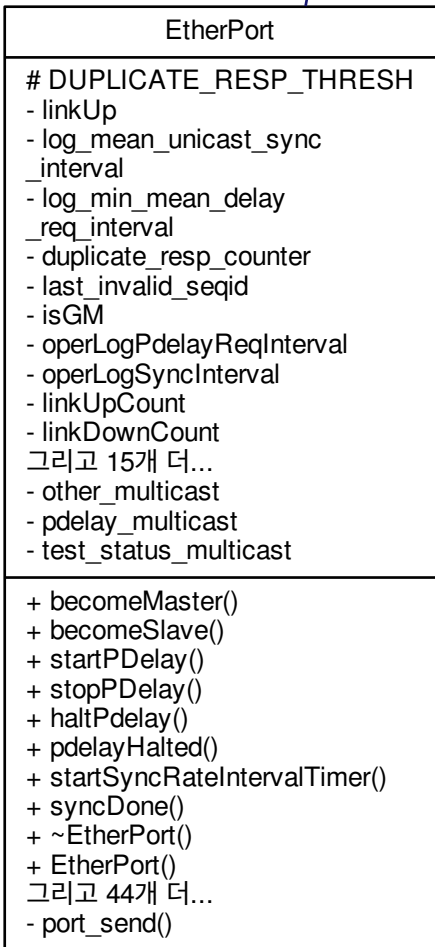 EtherPort
# DUPLICATE_RESP_THRESH
- linkUp
- log_mean_unicast_sync
_interval
- log_min_mean_delay
_req_interval
- duplicate_resp_counter
- last_invalid_seqid
- isGM
- operLogPdelayReqInterval
- operLogSyncInterval
- linkUpCount
- linkDownCount
그리고 15개 더...
- other_multicast
- pdelay_multicast
- test_status_multicast
+ becomeMaster()
+ becomeSlave()
+ startPDelay()
+ stopPDelay()
+ haltPdelay()
+ pdelayHalted()
+ startSyncRateIntervalTimer()
+ syncDone()
+ ~EtherPort()
+ EtherPort()
그리고 44개 더...
- port_send()